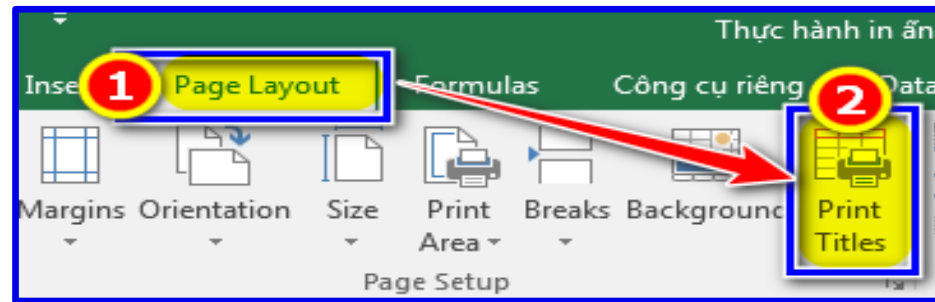 Thực hành in ấn
Inse 1 Page Layout Formulas Công cụ riêng 2 Data
Margins Orientation Size Print Area Breaks Background Print Titles
Page Setup